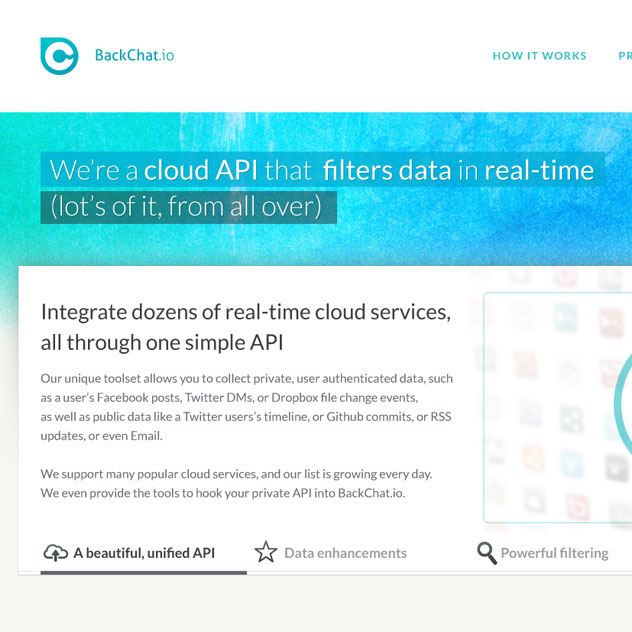 BackChat.io
HOW IT WORKS
We're a cloud API that filters data in real-time
(lot's of it, from all over)
Integrate dozens of real-time cloud services,
all through one simple API
Our unique toolset allows you to collect private, user authenticated data, such
as a user's Facebook posts, Twitter DMs, or Dropbox file change events,
as well as public data like a Twitter users's timeline, or Github commits, or RSS
updates, or even Email.
We support many popular cloud services, and our list is growing every day.
We even provide the tools to hook your private API into BackChat.io.
A beautiful, unified API
Data enhancements
Powerful filtering